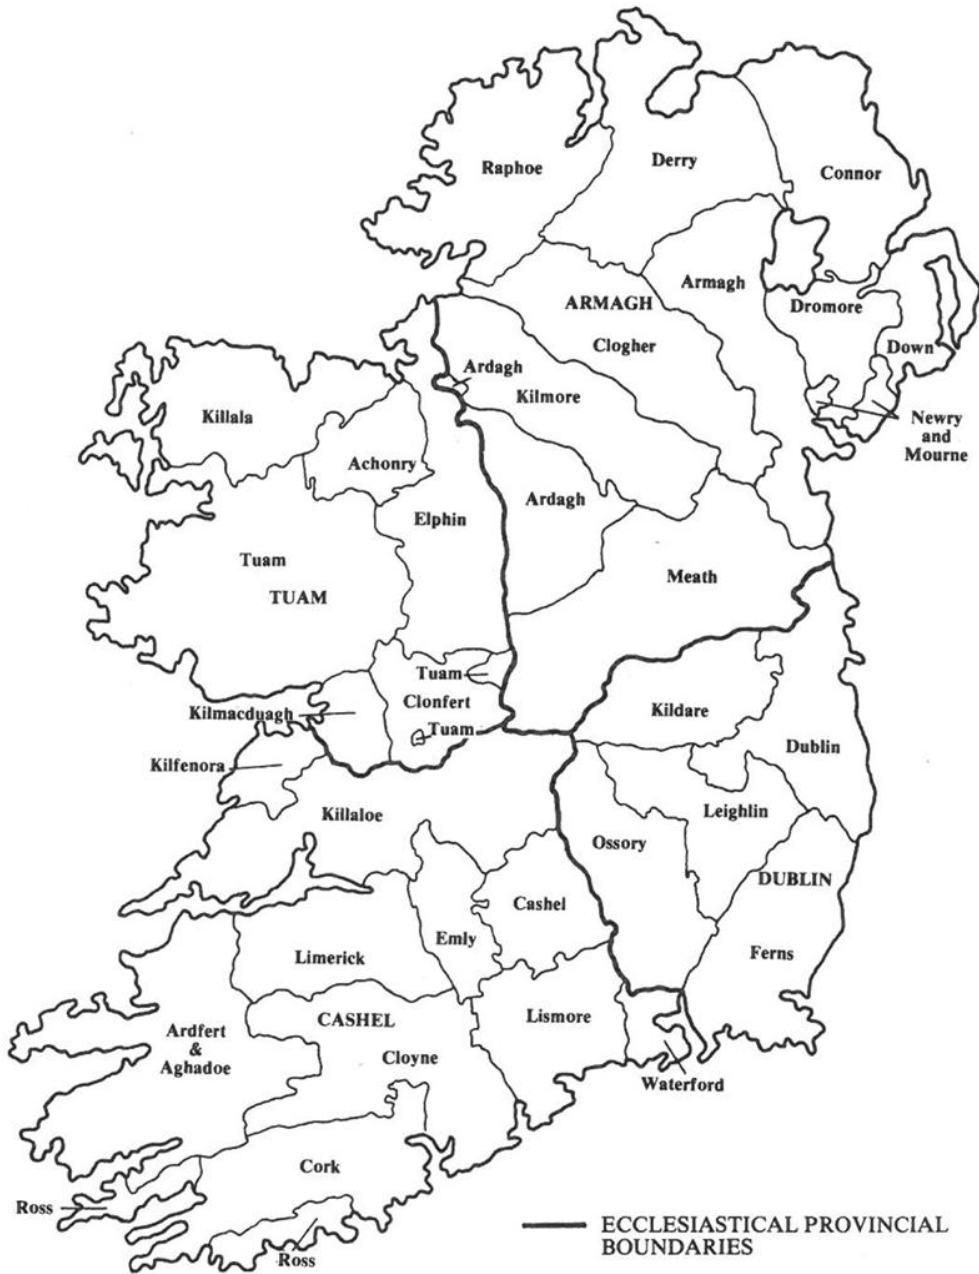 Raphoe
Derry
Connor
ARMAGH
Armagh
Dromore
Clogher
Down
Ardagh
Kilmore
Newry
and
Mourne
Killala
Achonry
Ardagh
Elphin
Tuam
TUAM
Meath
Tuam
Clonfert
Kilmacduagh
Tuam
Kildare
Dublin
Kilfenora
Killaloe
Leighlin
Ossory
DUBLIN
Cashel
Emly
Limerick
Ferns
CASHEL
Lismore
Ardfert
&
Aghadoe
Cloyne
Waterford
Cork
Ross
Ross
ECCLESIASTICAL PROVINCIAL
BOUNDARIES